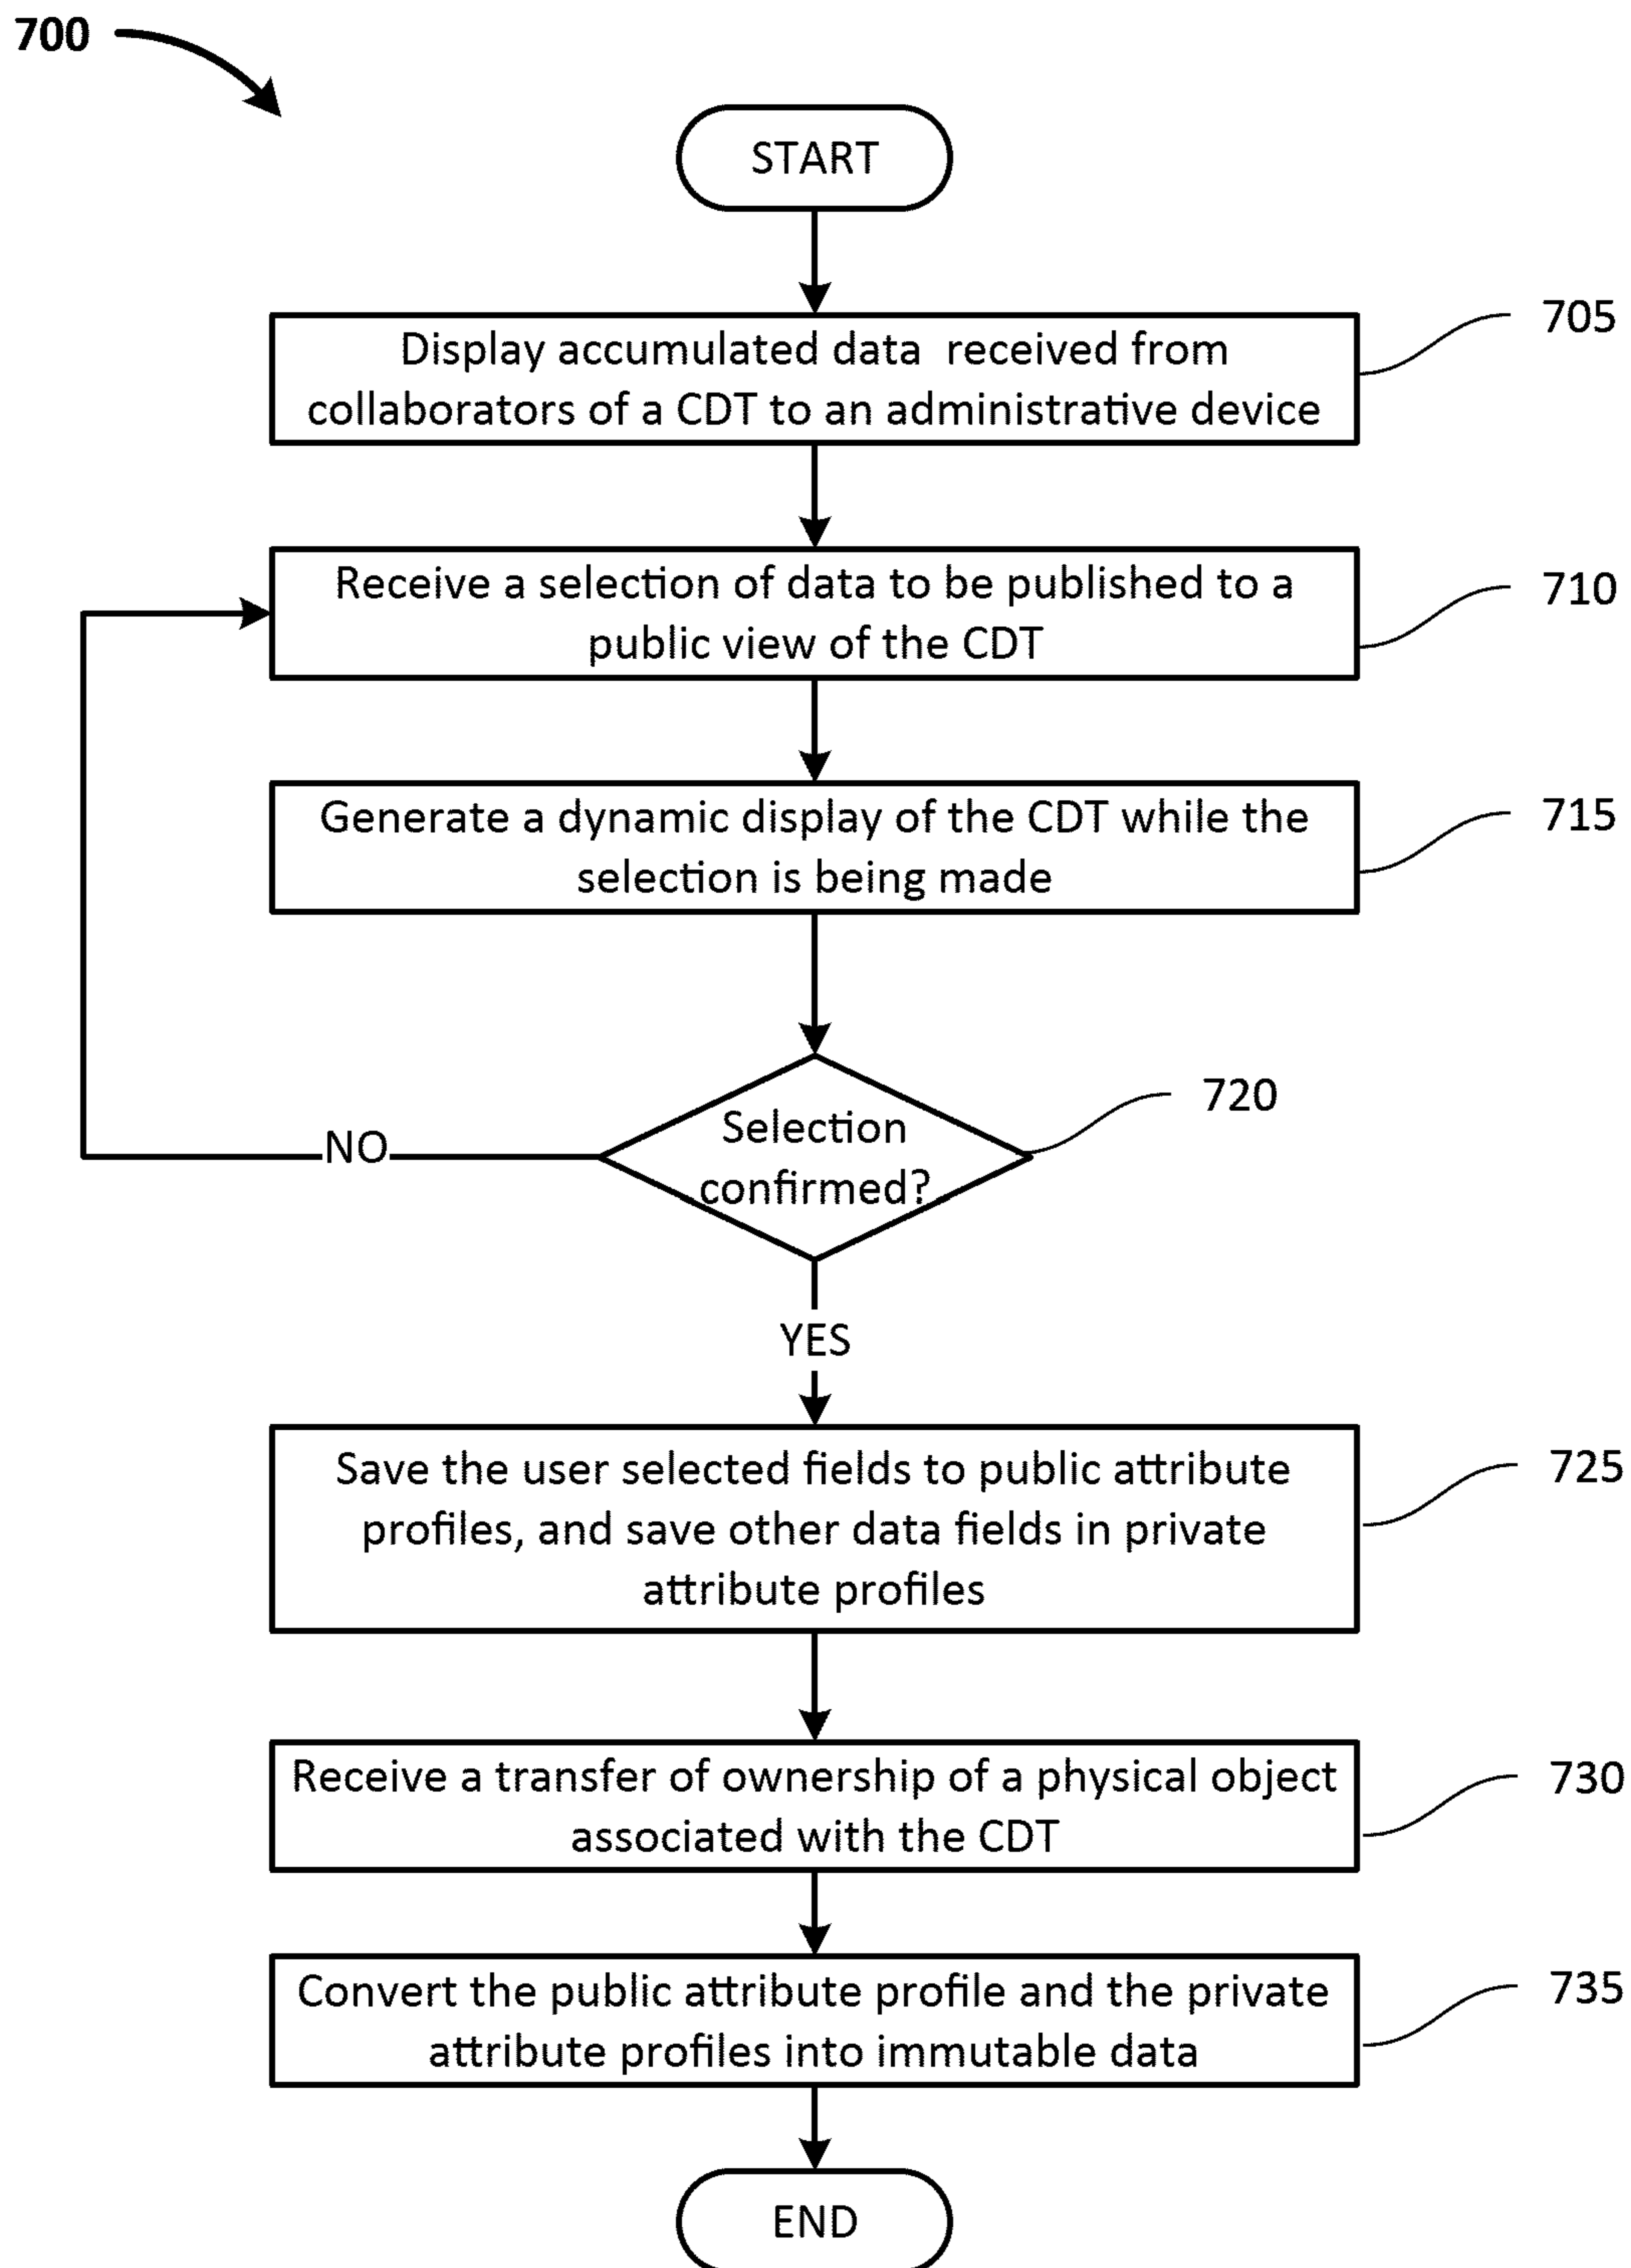 700
START
705
Display accumulated data received from
collaborators of a CDT to an administrative device
710
Receive a selection of data to be published to a
public view of the CDT
715
Generate a dynamic display of the CDT while the
selection is being made
720
Selection
confirmed?
NO
YES
725
Save the user selected fields to public attribute
profiles, and save other data fields in private
attribute profiles
730
Receive a transfer of ownership of a physical object
associated with the CDT
735
Convert the public attribute profile and the private
attribute profiles into immutable data
END